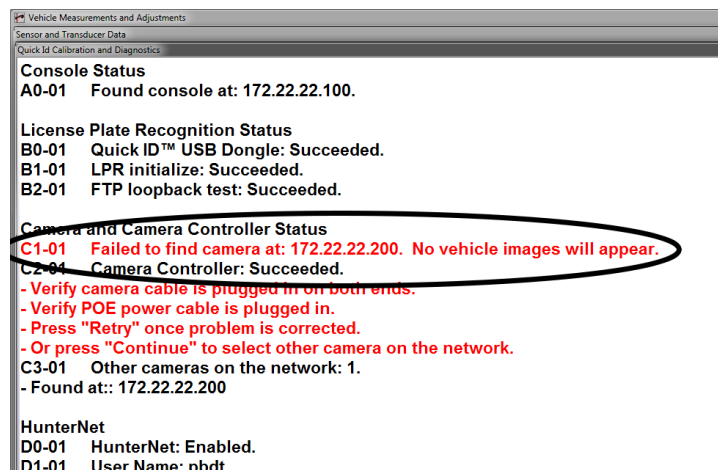 Vehicle Measurements and Adjustments
Sensor and Transducer Data
Quick Id Calibration and Diagnostics
Console Status
A0-01 Found console at: 172.22.22.100.
License Plate Recognition Status
B0-01 Quick ID™ USB Dongle: Succeeded.
B1-01 LPR initialize: Succeeded.
B2-01 FTP loopback test: Succeeded.
Camera and Camera Controller Status
C1-01 Failed to find camera at: 172.22.22.200. No vehicle images will appear.
C2-01 Camera Controller: Succeeded.
- Verify camera cable is plugged in on both ends.
- Verify POE power cable is plugged in.
- Press "Retry" once problem is corrected.
- Or press "Continue" to select other camera on the network.
C3-01 Other cameras on the network: 1.
- Found at:: 172.22.22.200
HunterNet
D0-01 HunterNet: Enabled.
D1-01 User Name: pbdt